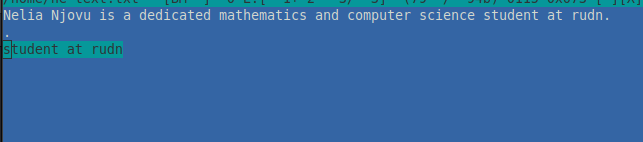 Nelia Njovu is a dedicated mathematics and computer science student at rudn.
.
student at rudn